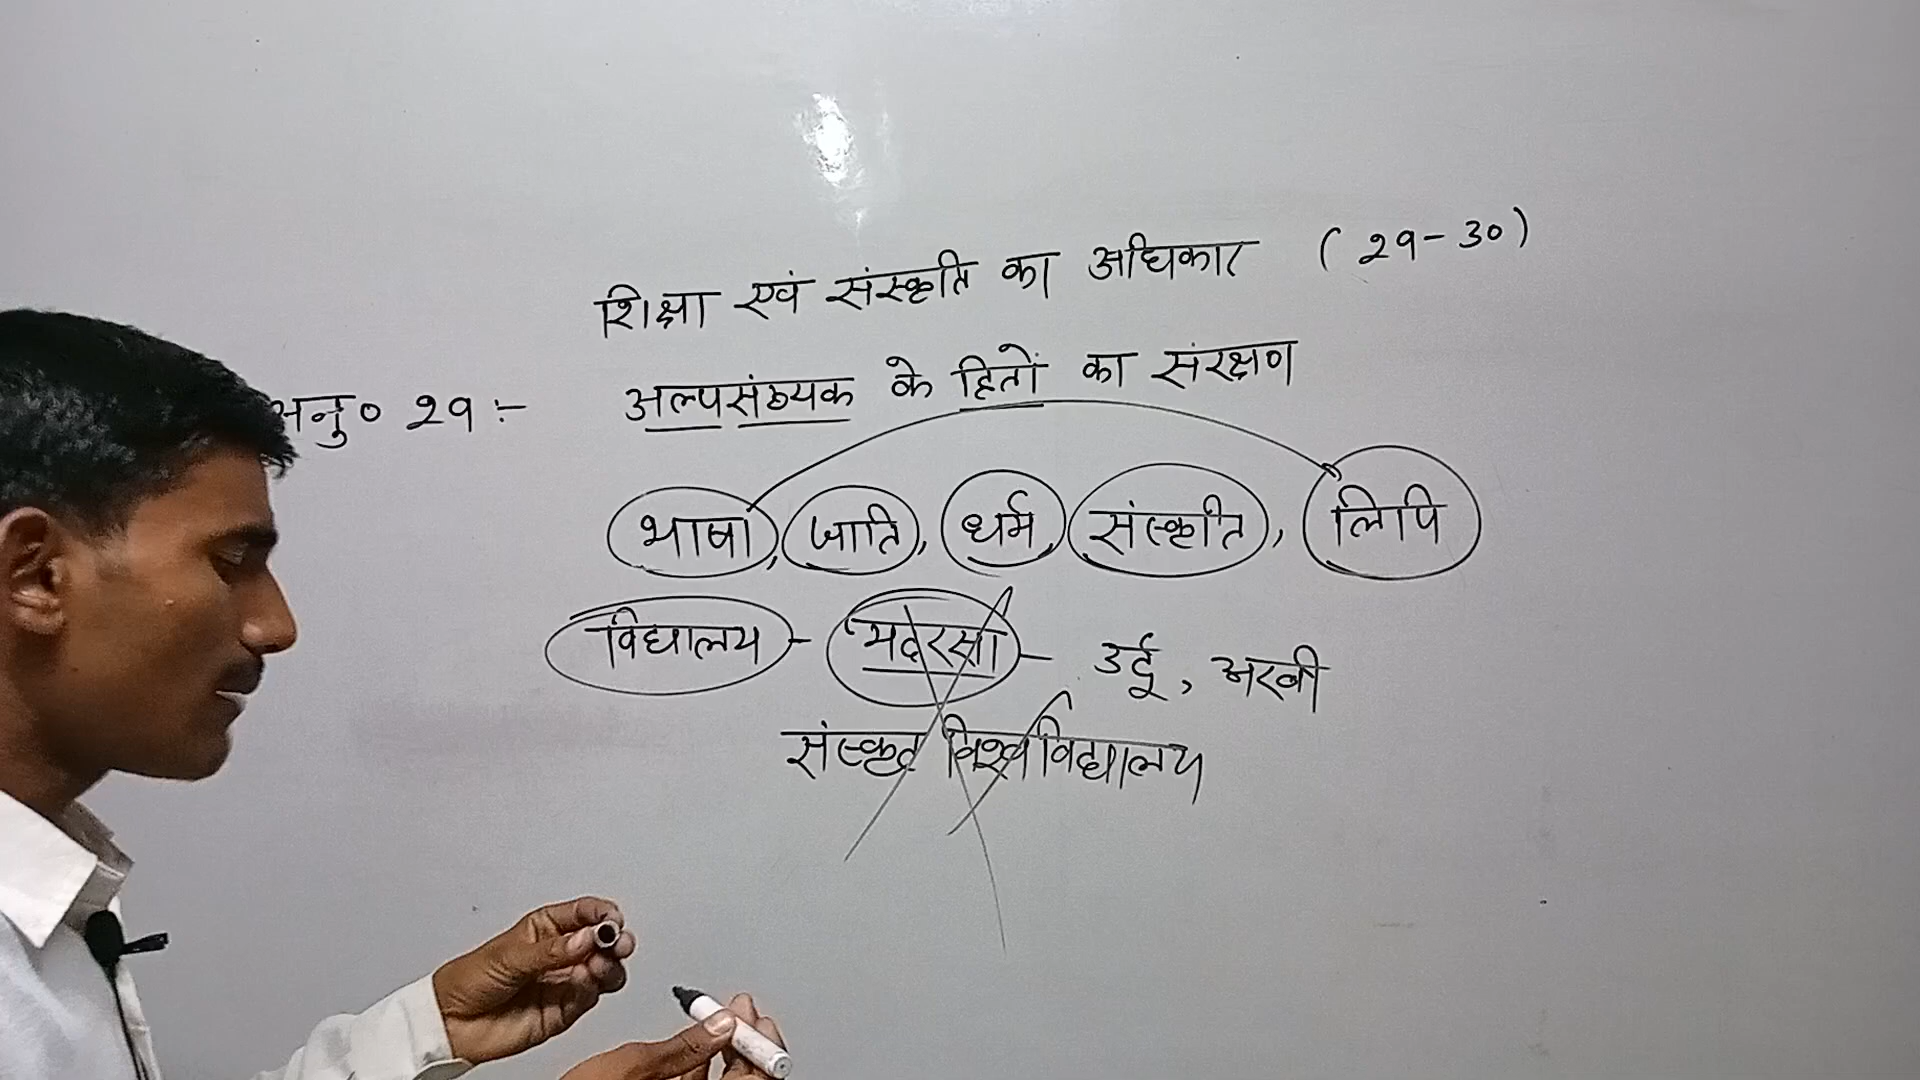 शिक्षा एवं संस्कृति का अधिकार (29-30)
अनु० 29 :- अल्पसंख्यक के हितों का संरक्षण
भाषा, जाति, धर्म, संस्कृति, लिपि
विद्यालय - मदरसा - उर्दू, अरबी
संस्कृत विश्वविद्यालय